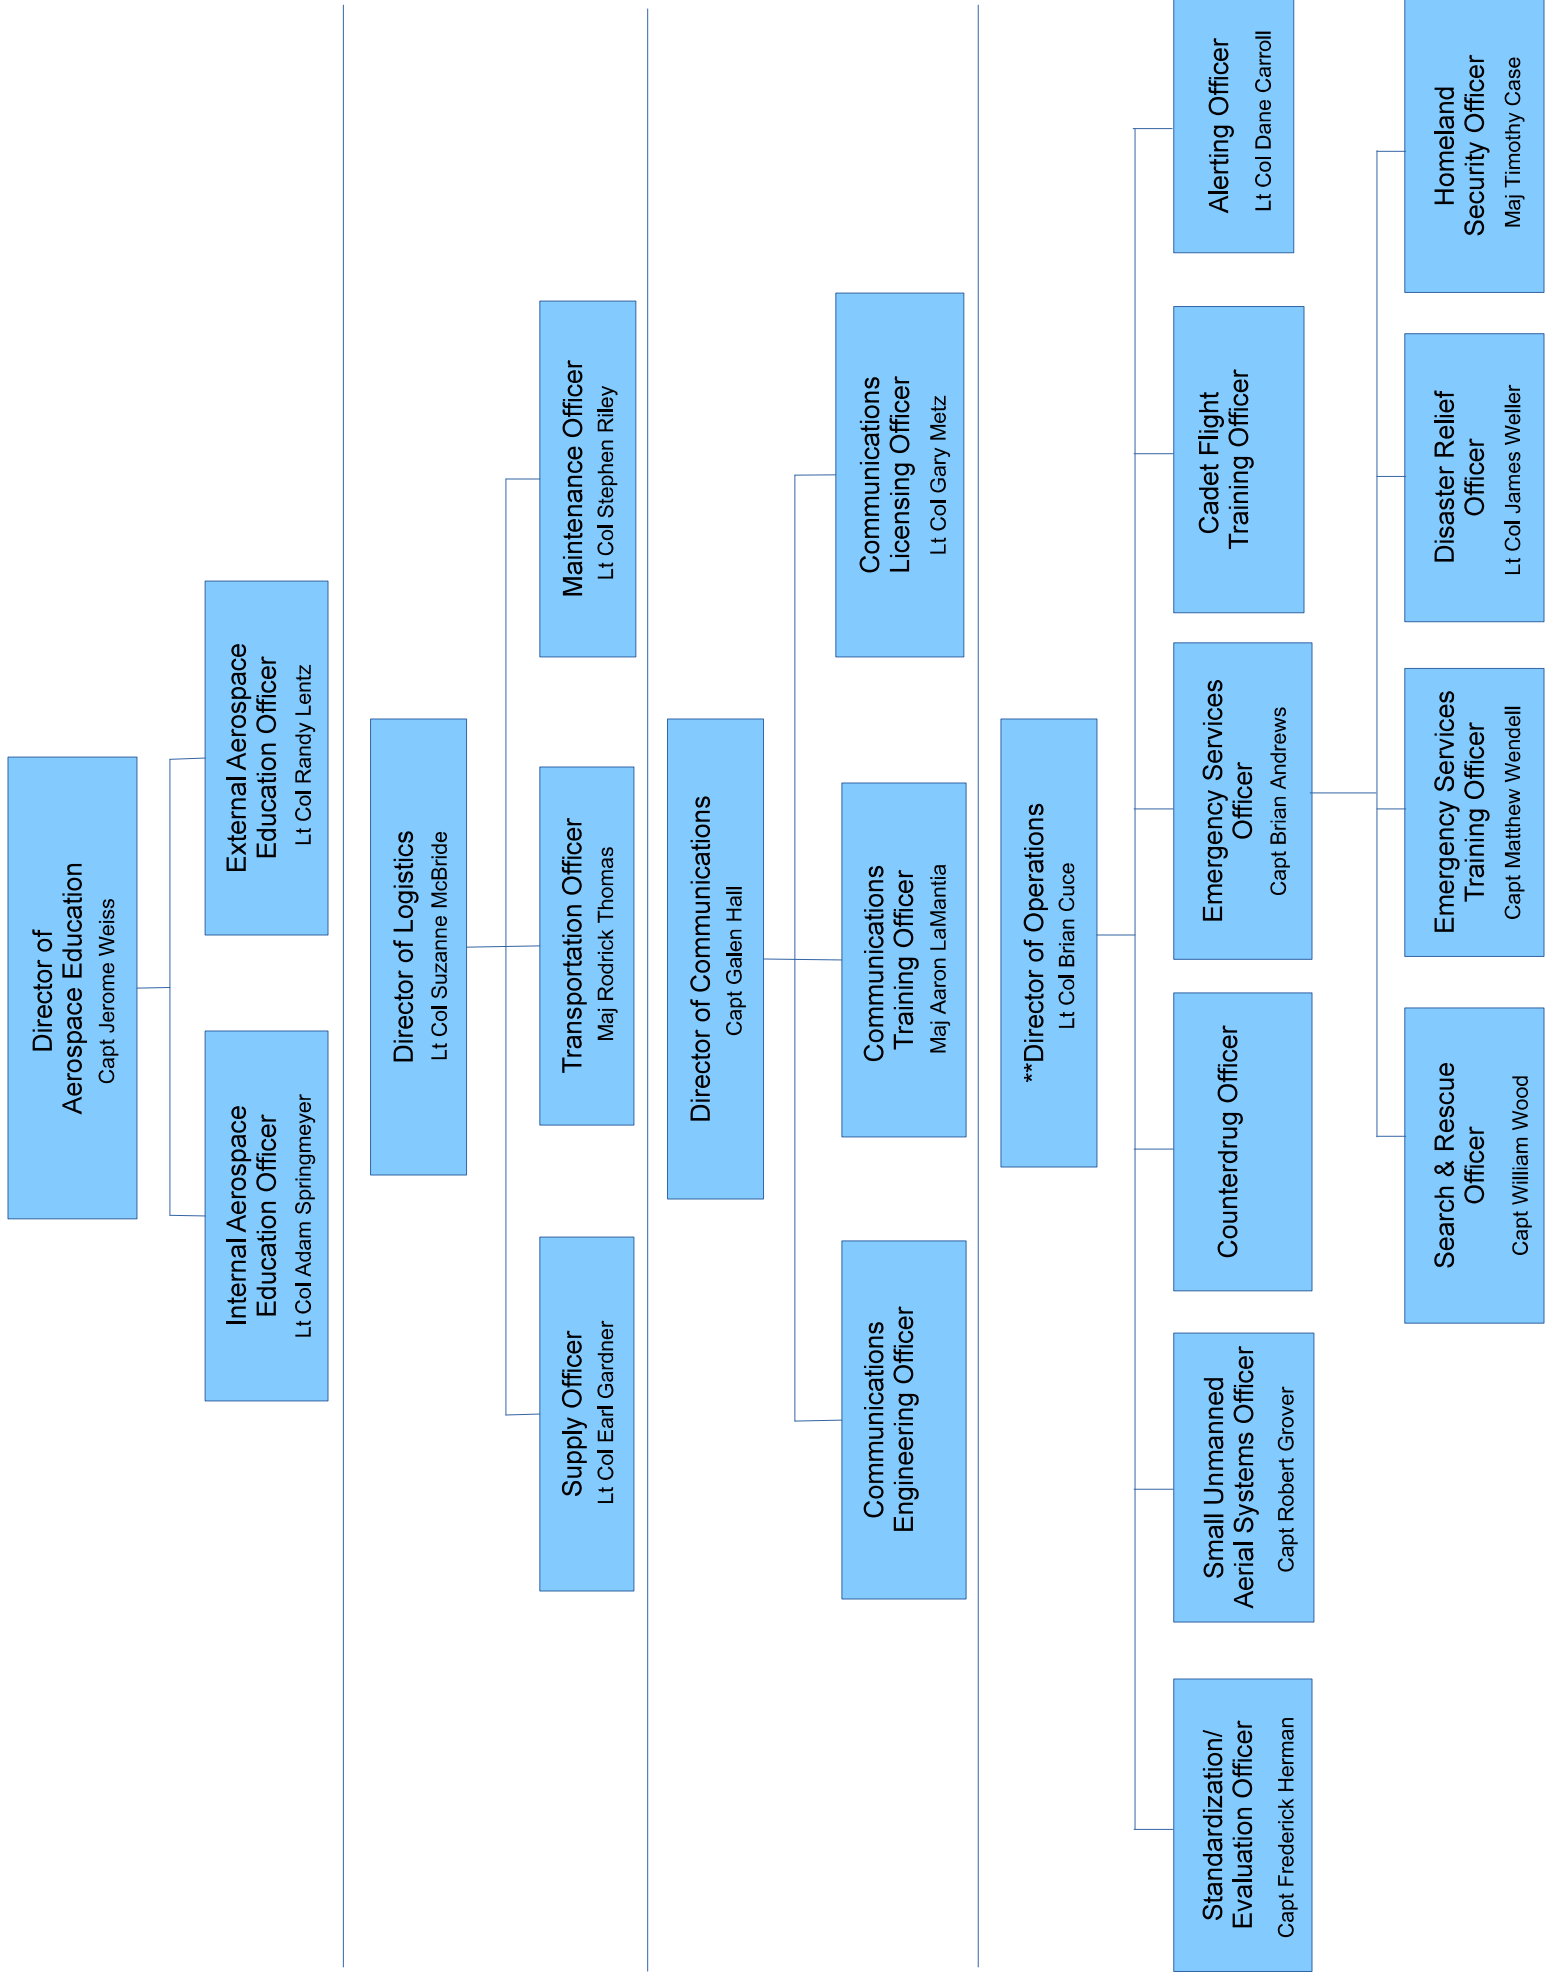 Director of
Aerospace Education
Capt Jerome Weiss
Internal Aerospace
Education Officer
Lt Col Adam Springmeyer
External Aerospace
Education Officer
Lt Col Randy Lentz
Director of Logistics
Lt Col Suzanne McBride
Supply Officer
Lt Col Earl Gardner
Transportation Officer
Maj Rodrick Thomas
Maintenance Officer
Lt Col Stephen Riley
Director of Communications
Capt Galen Hall
Communications
Engineering Officer
Communications
Training Officer
Maj Aaron LaMantia
Communications
Licensing Officer
Lt Col Gary Metz
**Director of Operations
Lt Col Brian Cuce
Standardization/
Evaluation Officer
Capt Frederick Herman
Small Unmanned
Aerial Systems Officer
Capt Robert Grover
Counterdrug Officer
Emergency Services
Officer
Capt Brian Andrews
Cadet Flight
Training Officer
Alerting Officer
Lt Col Dane Carroll
Search & Rescue
Officer
Capt William Wood
Emergency Services
Training Officer
Capt Matthew Wendell
Disaster Relief
Officer
Lt Col James Weller
Homeland
Security Officer
Maj Timothy Case